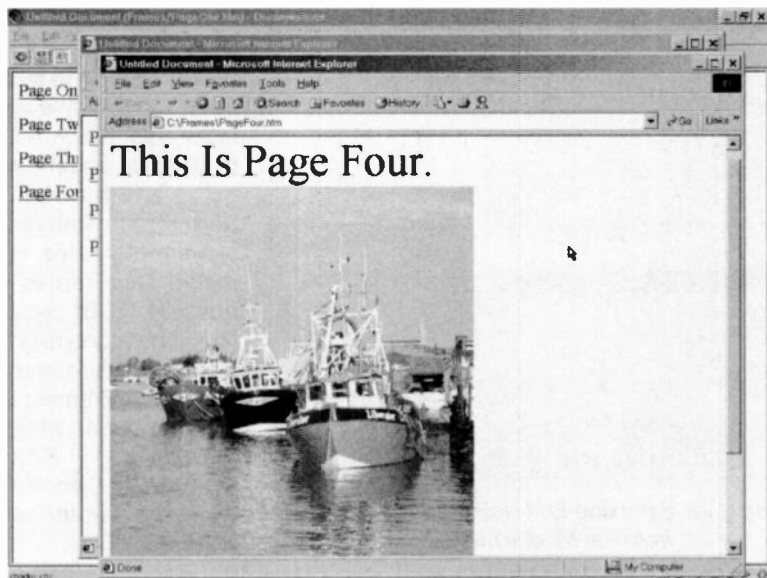 Untitled Document (Frames/PageOne.htm) - Dreamweaver
Untitled Document - Microsoft Internet Explorer
Untitled Document - Microsoft Internet Explorer
File Edit View Favorites Tools Help
Search Favorites History
Address C:\Frames\PageFour.htm Go Links
Page On
Page Tw
Page Thr
Page Fou
P
P
P
P
This Is Page Four.
Done My Computer